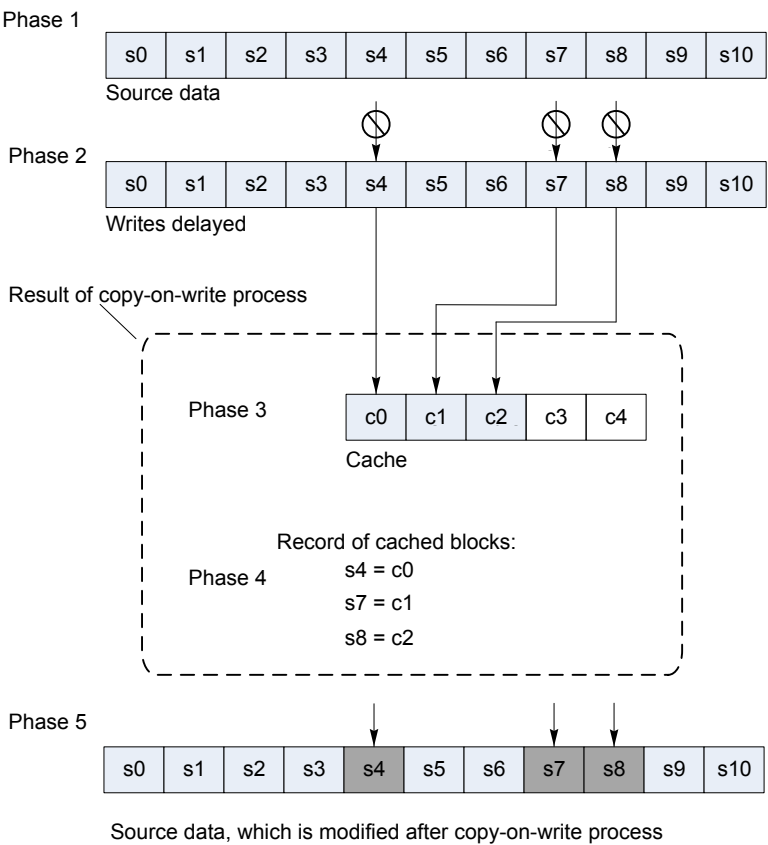 Phase 1
s0 s1 s2 s3 s4 s5 s6 s7 s8 s9 s10
Source data
Phase 2
s0 s1 s2 s3 s4 s5 s6 s7 s8 s9 s10
Writes delayed
Result of copy-on-write process
Phase 3
c0 c1 c2 c3 c4
Cache
Record of cached blocks:
Phase 4
s4 = c0
s7 = c1
s8 = c2
Phase 5
s0 s1 s2 s3 s4 s5 s6 s7 s8 s9 s10
Source data, which is modified after copy-on-write process